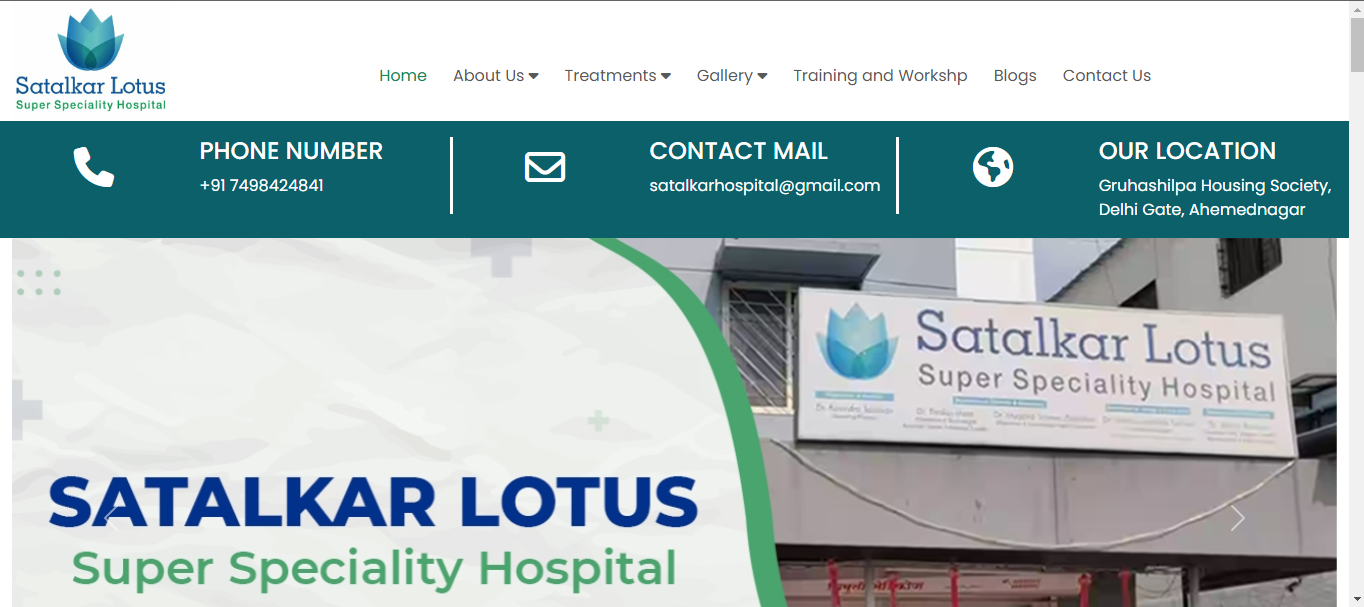 Satalkar Lotus
Super Speciality Hospital
Home About Us Treatments Gallery Training and Workshp Blogs Contact Us
PHONE NUMBER
+91 7498424841
CONTACT MAIL
satalkarhospital@gmail.com
OUR LOCATION
Gruhashilpa Housing Society,
Delhi Gate, Ahemednagar
SATALKAR LOTUS
Super Speciality Hospital
Satalkar Lotus
Super Speciality Hospital